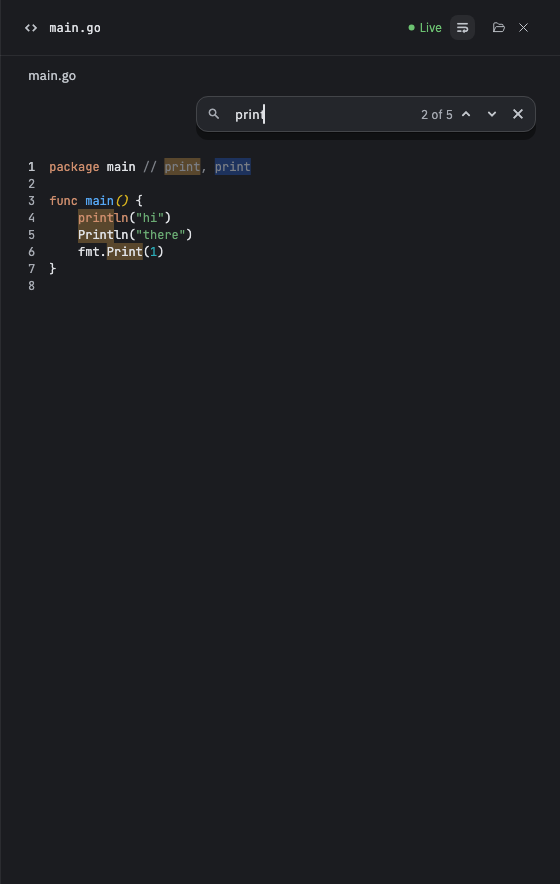 main.go
Live
main.go
print
2 of 5
1 package main // print, print
2
3 func main() {
4     println("hi")
5     Println("there")
6     fmt.Print(1)
7 }
8